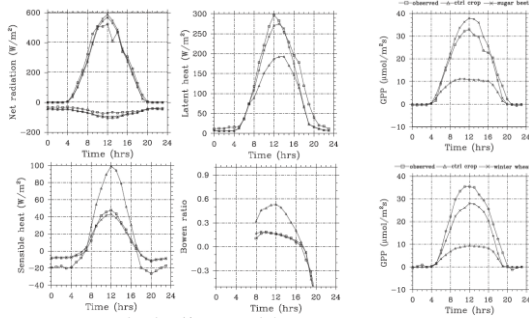 observed ctrl crop sugar beet
600
400
200
0
−200
Net radiation (W/m²)
0 4 8 12 16 20 24
Time (hrs)
300
200
100
0
Latent heat (W/m²)
0 4 8 12 16 20 24
Time (hrs)
40
30
20
10
0
−10
GPP (μmol/m²s)
0 4 8 12 16 20 24
Time (hrs)
100
80
60
40
20
0
−20
−40
Sensible heat (W/m²)
0 4 8 12 16 20 24
Time (hrs)
0.9
0.6
0.3
0.0
−0.3
Bowen ratio
0 4 8 12 16 20 24
Time (hrs)
observed ctrl crop winter whea
40
30
20
10
0
−10
GPP (μmol/m²s)
0 4 8 12 16 20 24
Time (hrs)